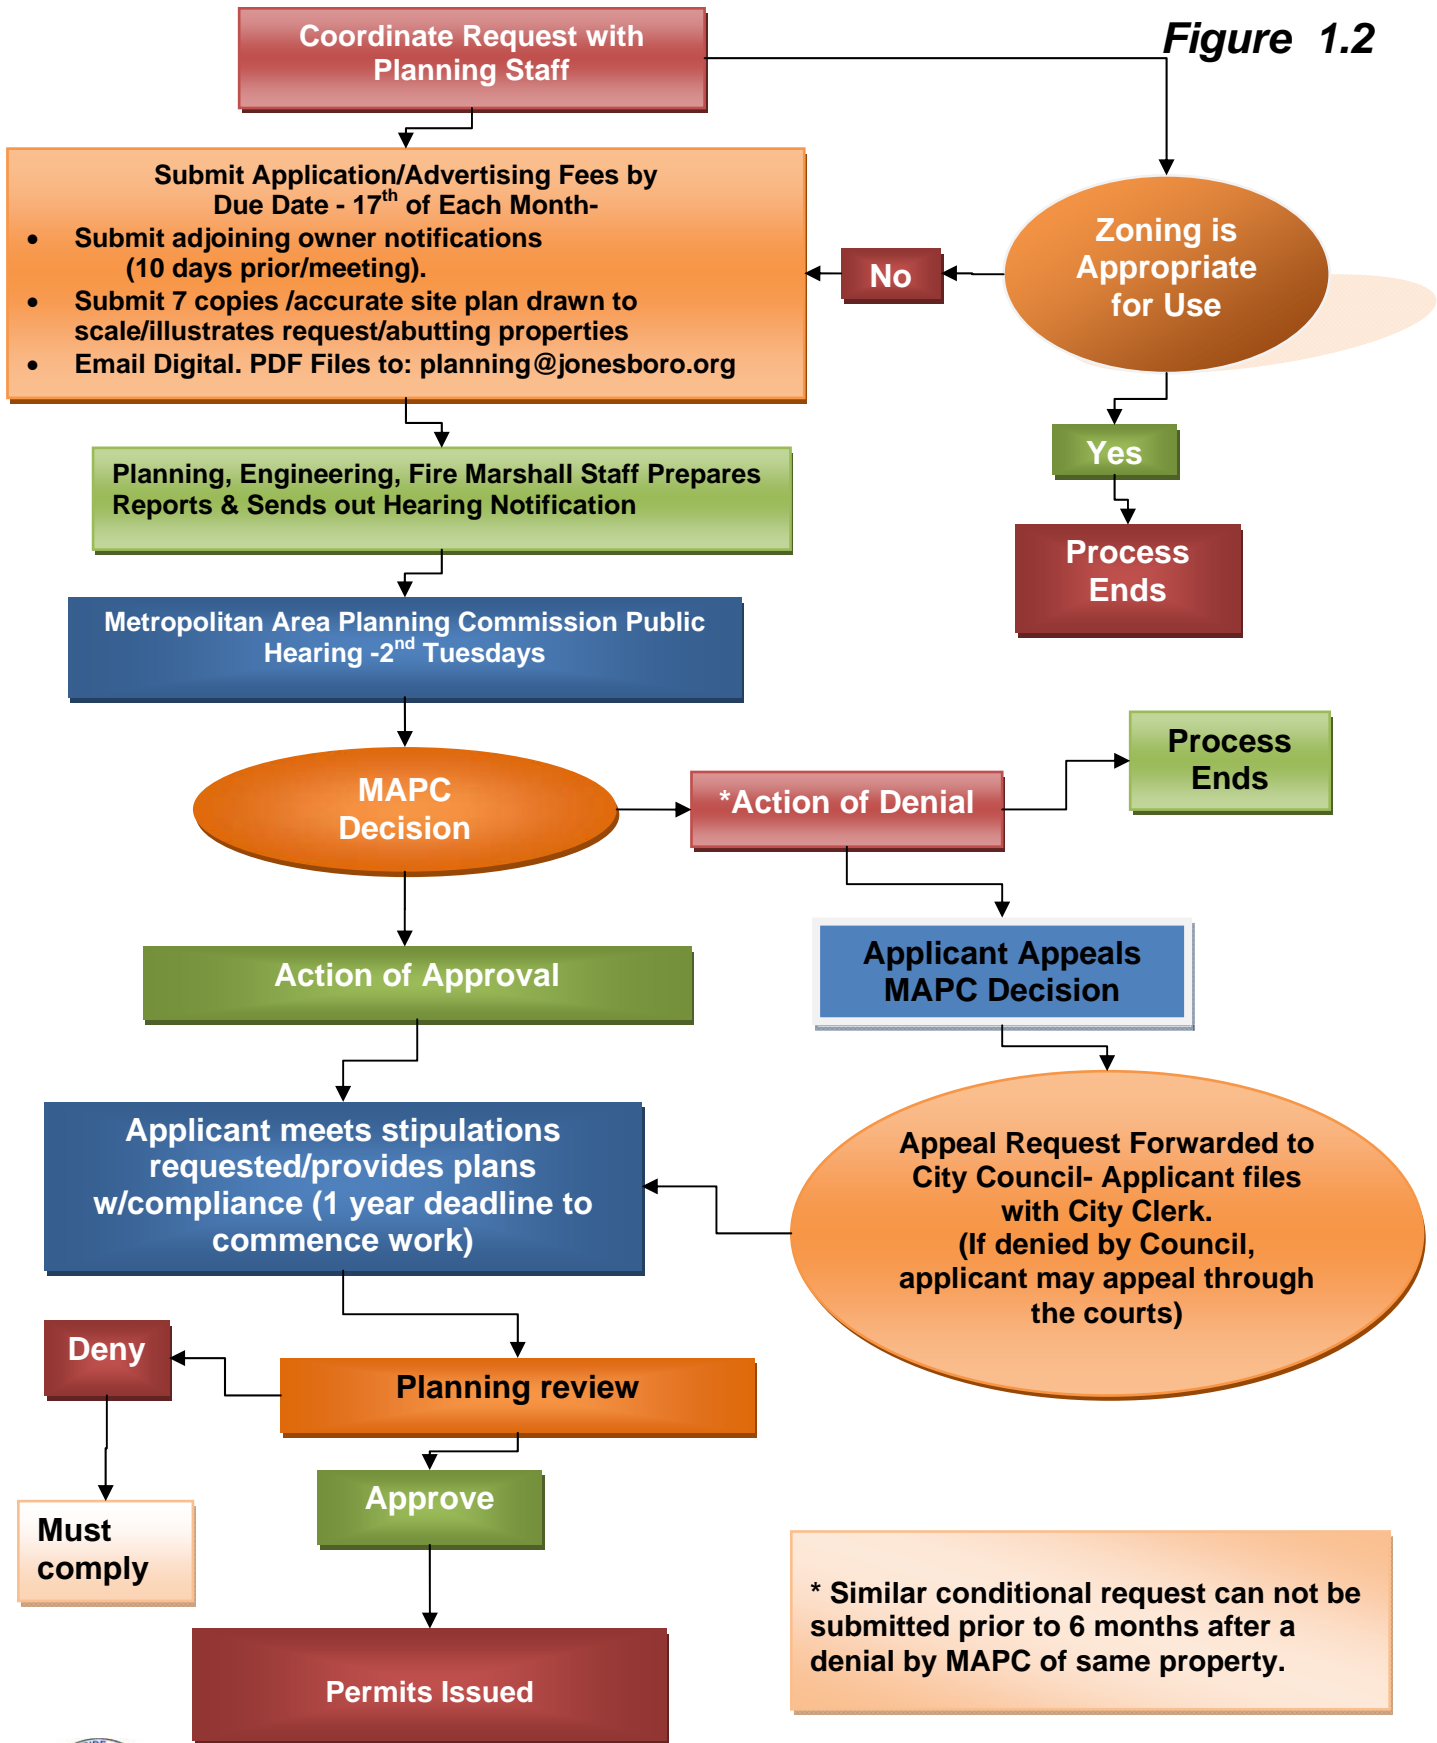 Figure 1.2
Coordinate Request with
Planning Staff
Submit Application/Advertising Fees by
Due Date - 17th of Each Month-
• Submit adjoining owner notifications
(10 days prior/meeting).
• Submit 7 copies /accurate site plan drawn to
scale/illustrates request/abutting properties
• Email Digital. PDF Files to: planning@jonesboro.org
No
Zoning is
Appropriate
for Use
Yes
Process
Ends
Planning, Engineering, Fire Marshall Staff Prepares
Reports & Sends out Hearing Notification
Metropolitan Area Planning Commission Public
Hearing -2nd Tuesdays
MAPC
Decision
*Action of Denial
Process
Ends
Action of Approval
Applicant Appeals
MAPC Decision
Applicant meets stipulations
requested/provides plans
w/compliance (1 year deadline to
commence work)
Appeal Request Forwarded to
City Council- Applicant files
with City Clerk.
(If denied by Council,
applicant may appeal through
the courts)
Deny
Planning review
Approve
Must
comply
Permits Issued
* Similar conditional request can not be
submitted prior to 6 months after a
denial by MAPC of same property.